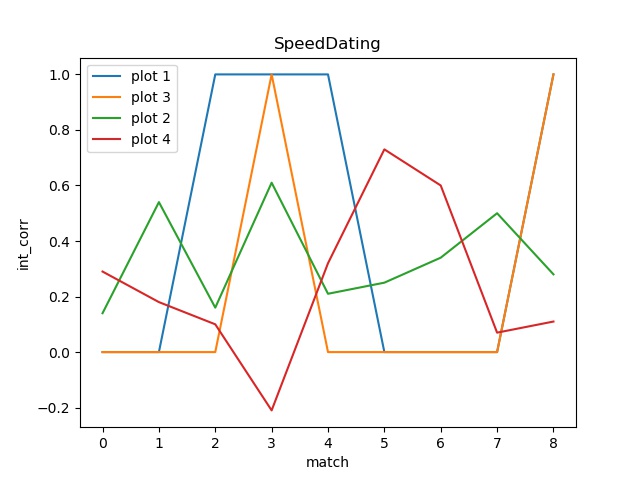 SpeedDating
plot 1
plot 3
plot 2
plot 4
int_corr
1.0
0.8
0.6
0.4
0.2
0.0
−0.2
0 1 2 3 4 5 6 7 8
match